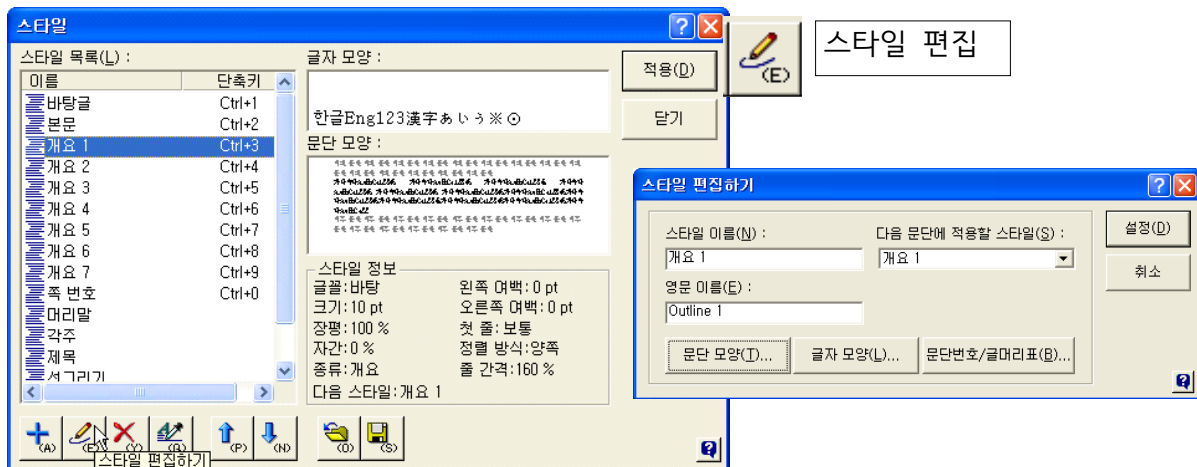 스타일
스타일 목록(L) :
이름 단축키
바탕글 Ctrl+1
본문 Ctrl+2
개요 1 Ctrl+3
개요 2 Ctrl+4
개요 3 Ctrl+5
개요 4 Ctrl+6
개요 5 Ctrl+7
개요 6 Ctrl+8
개요 7 Ctrl+9
쪽 번호 Ctrl+0
머리말
각주
제목
글자 모양 :
한글Eng123漢字あいう※⊙
문단 모양 :
스타일 정보
글꼴:바탕 왼쪽 여백:0 pt
크기:10 pt 오른쪽 여백:0 pt
장평:100 % 첫 줄:보통
자간:0 % 정렬 방식:양쪽
종류:개요 줄 간격:160 %
다음 스타일:개요 1
적용(D)
닫기
(A) (E) (Y) (P) (N) (O) (S)
스타일 편집하기
(E)
스타일 편집
스타일 편집하기
스타일 이름(N) : 다음 문단에 적용할 스타일(S) :
개요 1 개요 1
영문 이름(E) :
Outline 1
문단 모양(T)... 글자 모양(L)... 문단번호/글머리표(B)...
설정(D)
취소